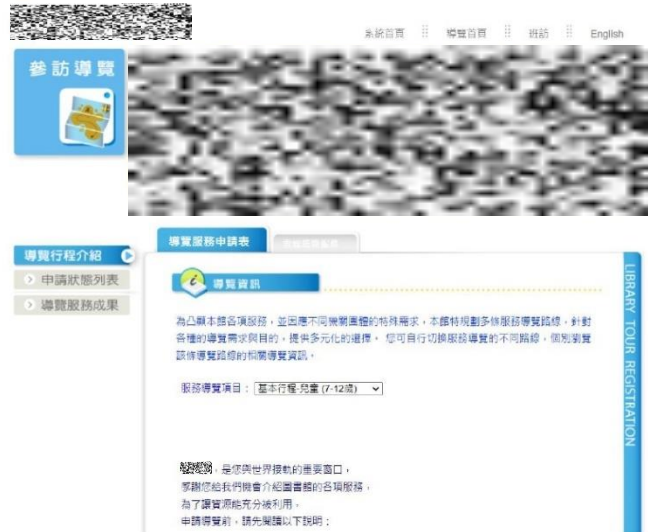 系統首頁 導覽首頁 班訪 English
參訪導覽
導覽行程介紹
申請狀態列表
導覽服務成果
導覽服務申請表
導覽資訊
為凸顯本館各項服務，並因應不同機關團體的特殊需求，本館特規劃多條服務導覽路線，針對
各種的導覽需求與目的，提供多元化的選擇。 您可自行切換服務導覽的不同路線，個別瀏覽
該條導覽路線的相關導覽資訊。
服務導覽項目： 基本行程-兒童 (7-12歲)
，是您與世界接軌的重要窗口，
感謝您給我們機會介紹圖書館的各項服務，
為了讓資源能充分被利用，
申請導覽前，請先閱讀以下說明：
LIBRARY TOUR REGISTRATION